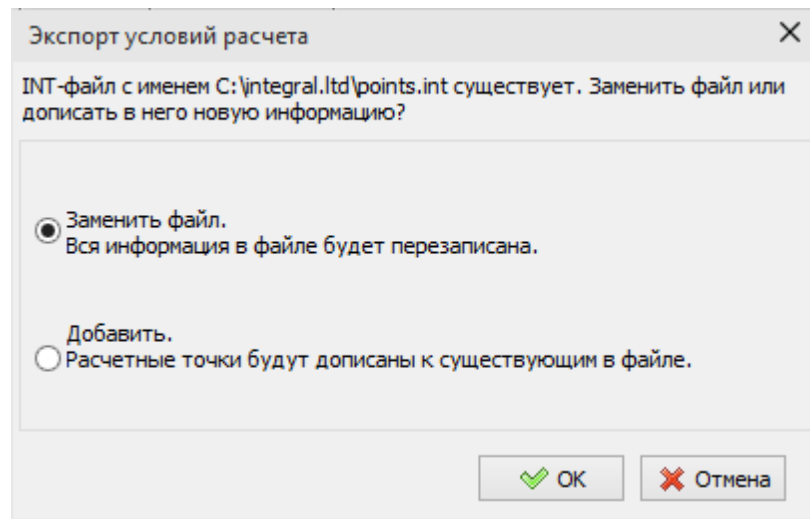 Экспорт условий расчета
INT-файл с именем C:\integral.ltd\points.int существует. Заменить файл или
дописать в него новую информацию?
Заменить файл.
Вся информация в файле будет перезаписана.
Добавить.
Расчетные точки будут дописаны к существующим в файле.
OK
Отмена